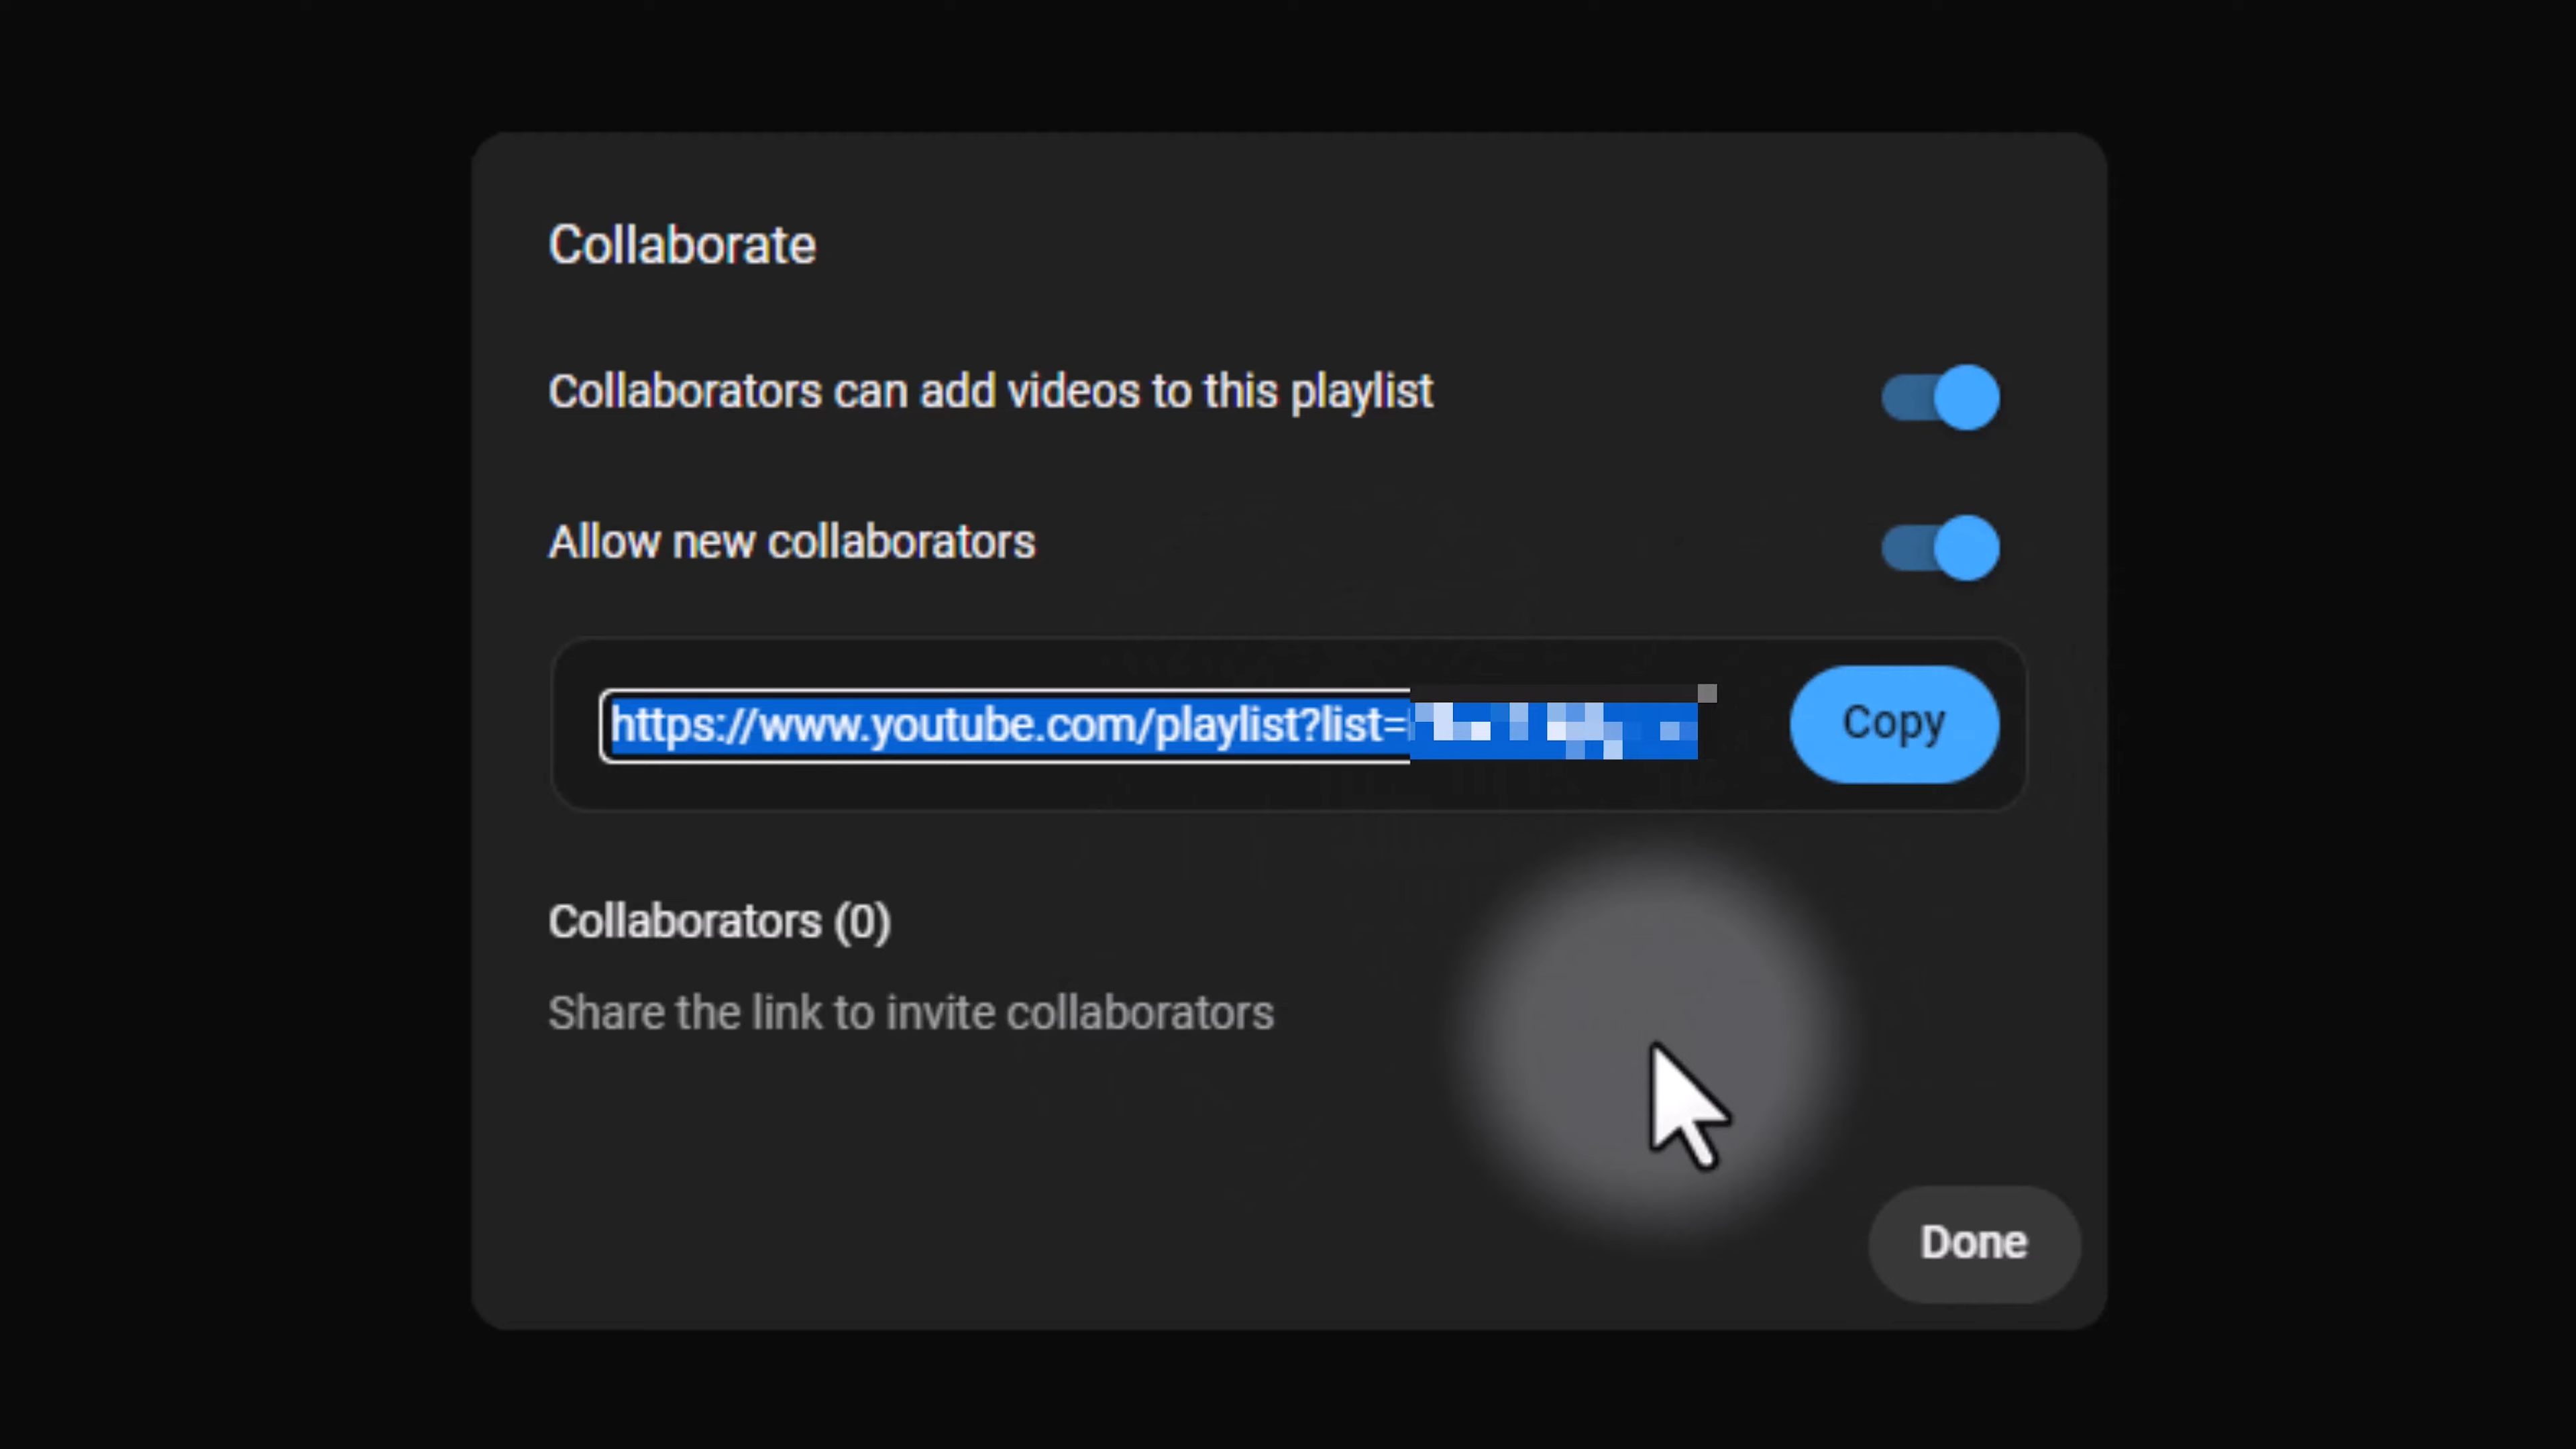 Collaborate
Collaborators can add videos to this playlist
Allow new collaborators
https://www.youtube.com/playlist?list=
Copy
Collaborators (0)
Share the link to invite collaborators
Done